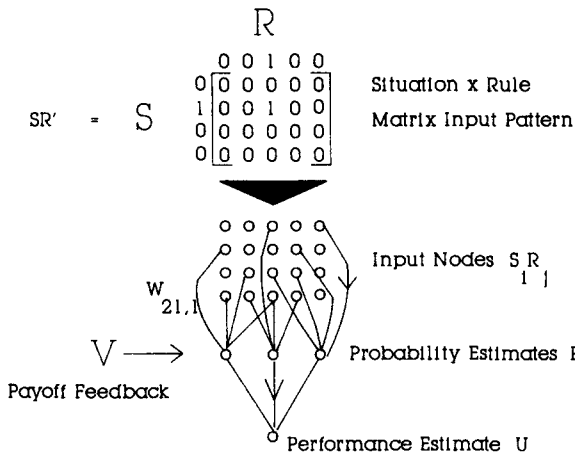 R
0 0 1 0 0
0 0 0 0 0 0
1 0 0 1 0 0
0 0 0 0 0 0
0 0 0 0 0 0
SR' = S
Situation x Rule
Matrix Input Pattern
Input Nodes S R
i j
W
21,1
V
Payoff Feedback
Probability Estimates
Performance Estimate U